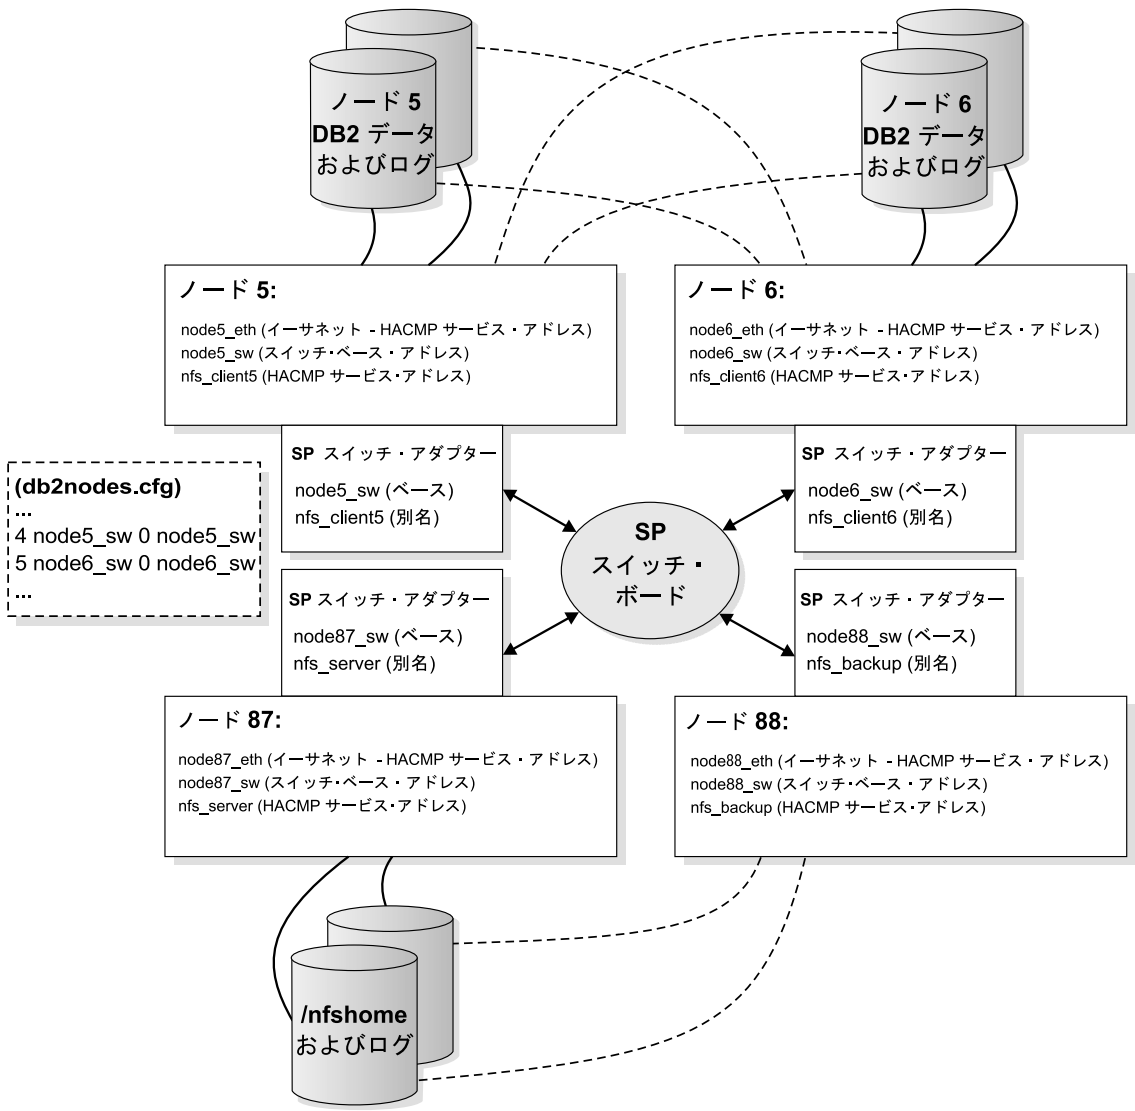 ノード 5
DB2 データ
およびログ
ノード 6
DB2 データ
およびログ
ノード 5:
node5_eth (イーサネット - HACMP サービス・アドレス)
node5_sw (スイッチ・ベース・アドレス)
nfs_client5 (HACMP サービス・アドレス)
ノード 6:
node6_eth (イーサネット - HACMP サービス・アドレス)
node6_sw (スイッチ・ベース・アドレス)
nfs_client6 (HACMP サービス・アドレス)
SP スイッチ・アダプター
node5_sw (ベース)
nfs_client5 (別名)
SP スイッチ・アダプター
node6_sw (ベース)
nfs_client6 (別名)
(db2nodes.cfg)
...
4 node5_sw 0 node5_sw
5 node6_sw 0 node6_sw
...
SP
スイッチ・
ボード
SP スイッチ・アダプター
node87_sw (ベース)
nfs_server (別名)
SP スイッチ・アダプター
node88_sw (ベース)
nfs_backup (別名)
ノード 87:
node87_eth (イーサネット - HACMP サービス・アドレス)
node87_sw (スイッチ・ベース・アドレス)
nfs_server (HACMP サービス・アドレス)
ノード 88:
node88_eth (イーサネット - HACMP サービス・アドレス)
node88_sw (スイッチ・ベース・アドレス)
nfs_backup (HACMP サービス・アドレス)
/nfshome
およびログ